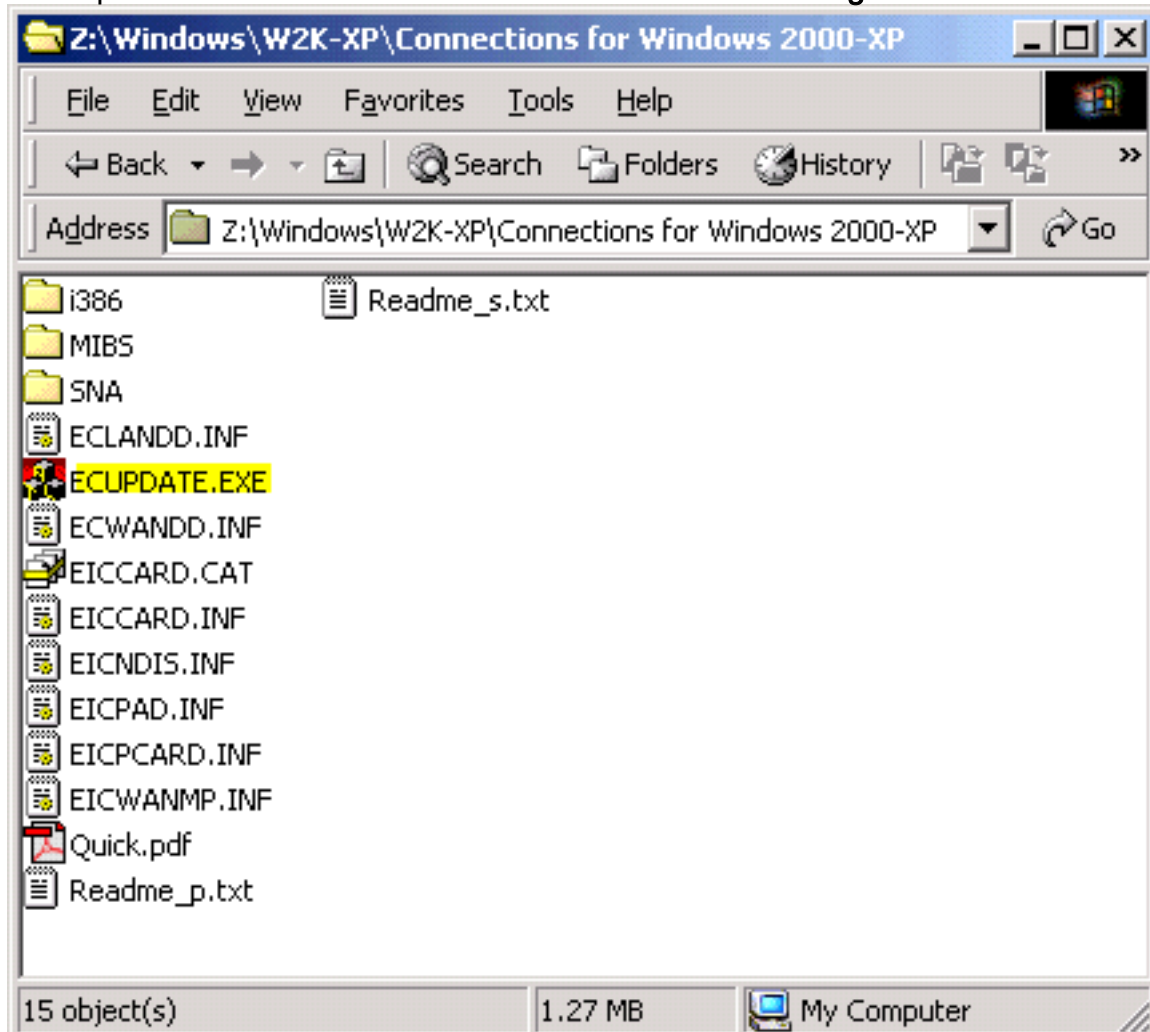 Z:\Windows\W2K-XP\Connections for Windows 2000-XP
File Edit View Favorites Tools Help
Back Search Folders History »
Address Z:\Windows\W2K-XP\Connections for Windows 2000-XP Go
i386
MIBS
SNA
ECLANDD.INF
ECUPDATE.EXE
ECWANDD.INF
EICCARD.CAT
EICCARD.INF
EICNDIS.INF
EICPAD.INF
EICPCARD.INF
EICWANMP.INF
Quick.pdf
Readme_p.txt
Readme_s.txt
15 object(s) 1.27 MB My Computer